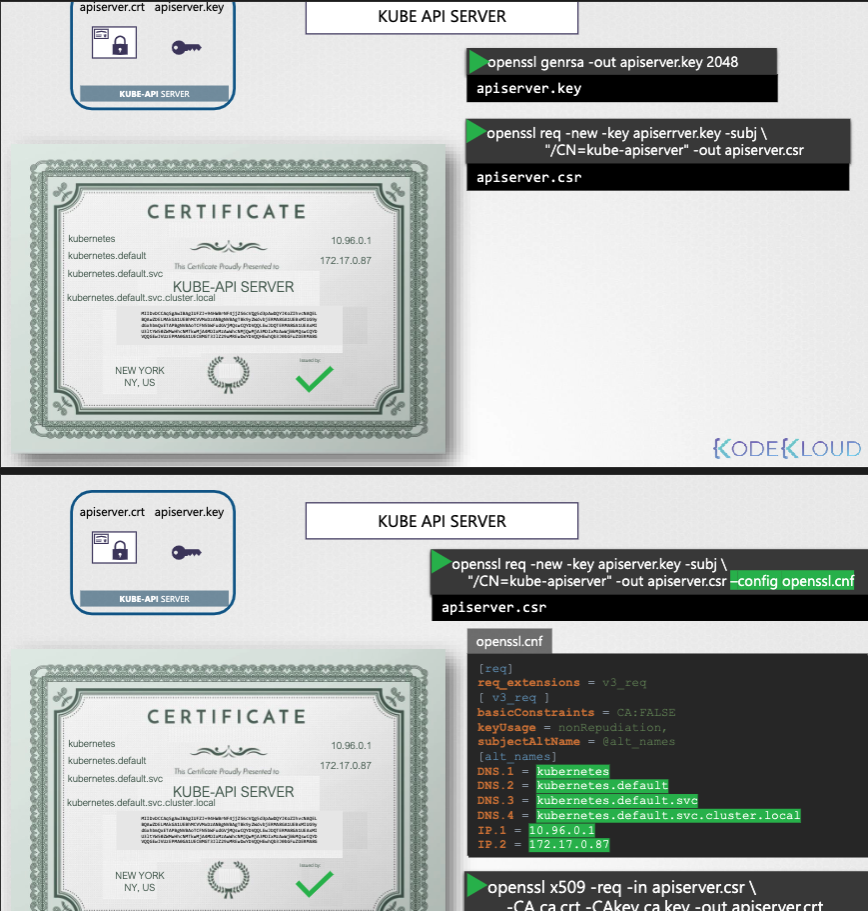 apiserver.crt apiserver.key
KUBE-API SERVER
KUBE API SERVER
openssl genrsa -out apiserver.key 2048
apiserver.key
openssl req -new -key apiserrver.key -subj \
"/CN=kube-apiserver" -out apiserver.csr
apiserver.csr
CERTIFICATE
kubernetes
kubernetes.default
kubernetes.default.svc
kubernetes.default.svc.cluster.local
10.96.0.1
172.17.0.87
This Certificate Proudly Presented to
KUBE-API SERVER
NEW YORK
NY, US
Issued by:
KODEKLOUD
apiserver.crt apiserver.key
KUBE-API SERVER
KUBE API SERVER
openssl req -new -key apiserver.key -subj \
"/CN=kube-apiserver" -out apiserver.csr –config openssl.cnf
apiserver.csr
openssl.cnf
[req]
req_extensions = v3_req
[ v3_req ]
basicConstraints = CA:FALSE
keyUsage = nonRepudiation,
subjectAltName = @alt_names
[alt_names]
DNS.1 = kubernetes
DNS.2 = kubernetes.default
DNS.3 = kubernetes.default.svc
DNS.4 = kubernetes.default.svc.cluster.local
IP.1 = 10.96.0.1
IP.2 = 172.17.0.87
CERTIFICATE
kubernetes
kubernetes.default
kubernetes.default.svc
kubernetes.default.svc.cluster.local
10.96.0.1
172.17.0.87
This Certificate Proudly Presented to
KUBE-API SERVER
NEW YORK
NY, US
Issued by:
openssl x509 -req -in apiserver.csr \
-CA ca.crt -CAkey ca.key -out apiserver.crt